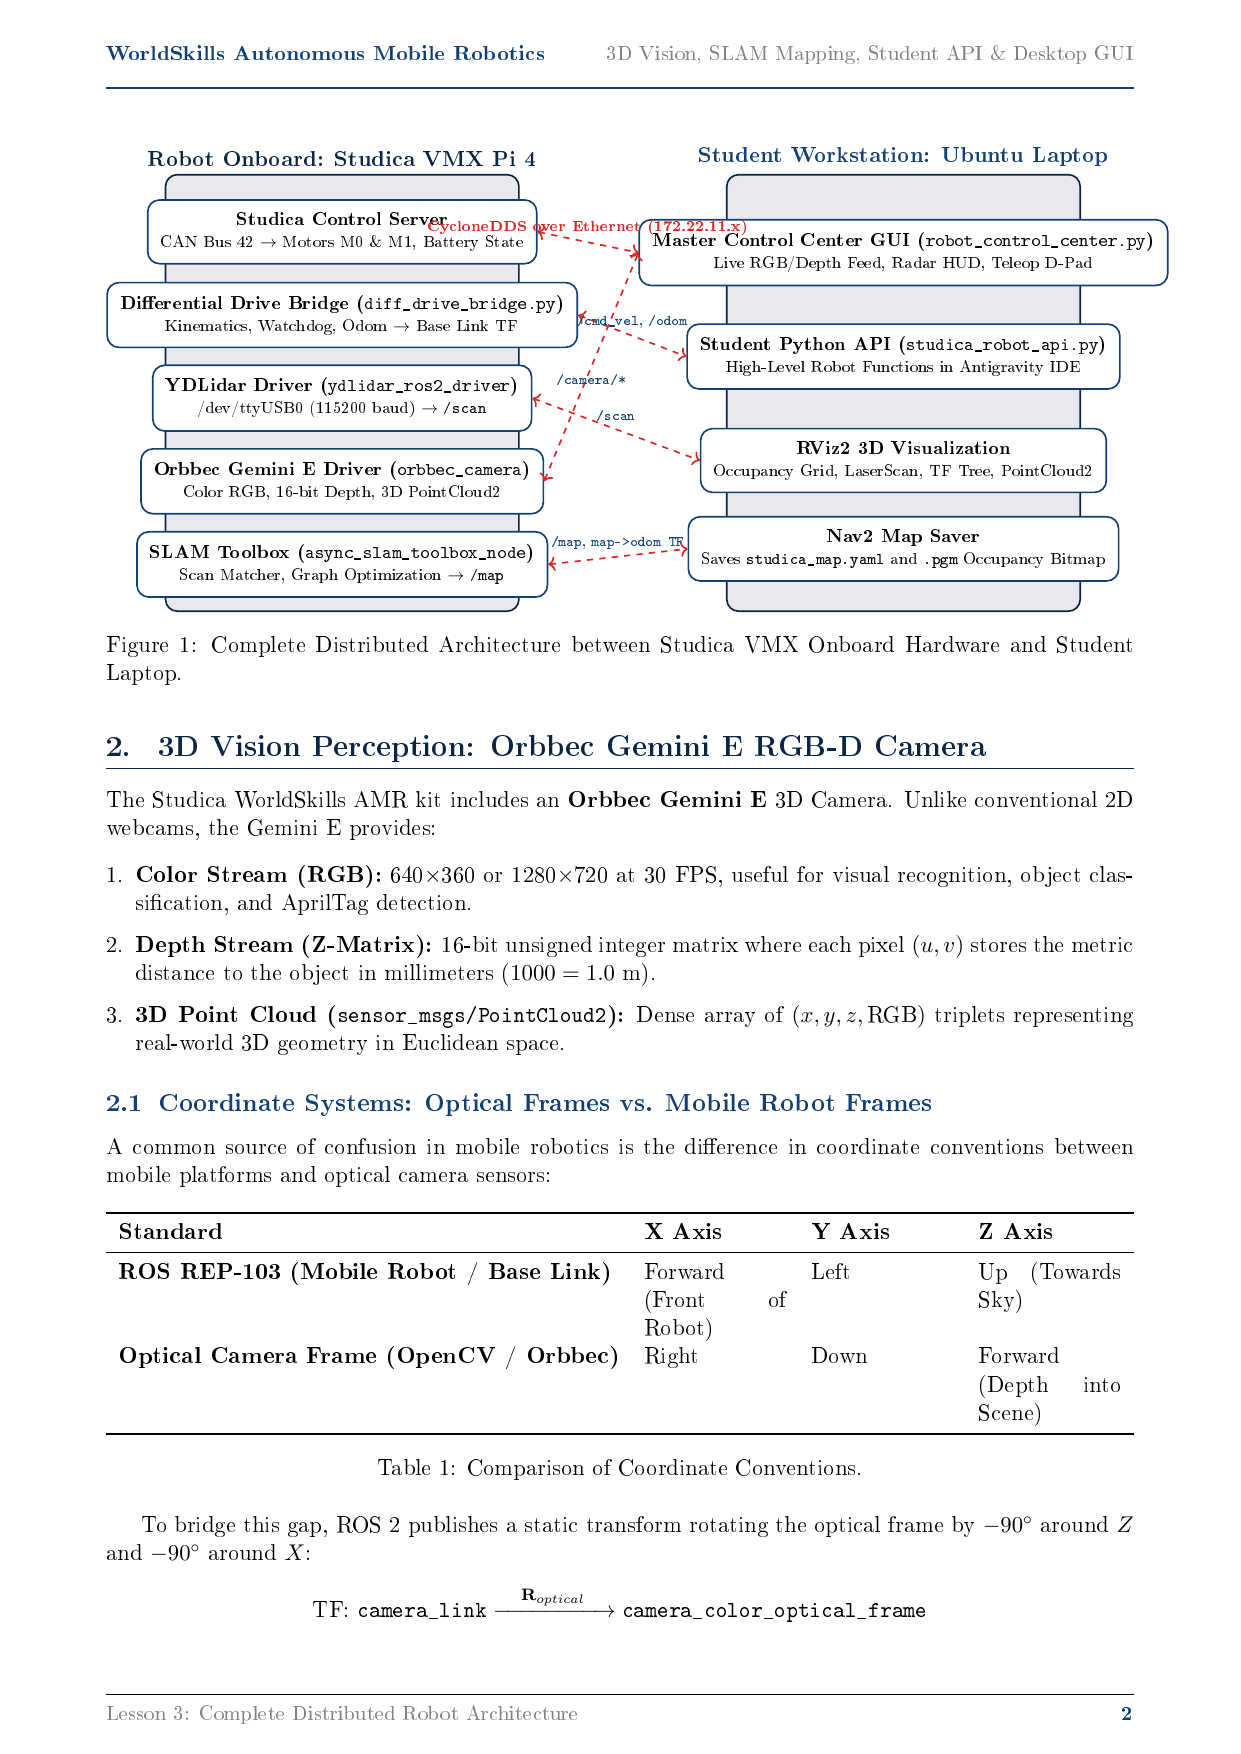 WorldSkills Autonomous Mobile Robotics
3D Vision, SLAM Mapping, Student API & Desktop GUI
Robot Onboard: Studica VMX Pi 4
Studica Control Server
CAN Bus 42 → Motors M0 & M1, Battery State
Differential Drive Bridge (diff_drive_bridge.py)
Kinematics, Watchdog, Odom → Base Link TF
YDLidar Driver (ydlidar_ros2_driver)
/dev/ttyUSB0 (115200 baud) → /scan
Orbbec Gemini E Driver (orbbec_camera)
Color RGB, 16-bit Depth, 3D PointCloud2
SLAM Toolbox (async_slam_toolbox_node)
Scan Matcher, Graph Optimization → /map
CycloneDDS over Ethernet (172.22.11.x)
/cmd_vel, /odom
/camera/*
/scan
/map, map->odom TF
Student Workstation: Ubuntu Laptop
Master Control Center GUI (robot_control_center.py)
Live RGB/Depth Feed, Radar HUD, Teleop D-Pad
Student Python API (studica_robot_api.py)
High-Level Robot Functions in Antigravity IDE
RViz2 3D Visualization
Occupancy Grid, LaserScan, TF Tree, PointCloud2
Nav2 Map Saver
Saves studica_map.yaml and .pgm Occupancy Bitmap
Figure 1: Complete Distributed Architecture between Studica VMX Onboard Hardware and Student
Laptop.
2. 3D Vision Perception: Orbbec Gemini E RGB-D Camera
The Studica WorldSkills AMR kit includes an Orbbec Gemini E 3D Camera. Unlike conventional 2D
webcams, the Gemini E provides:
1. Color Stream (RGB): 640×360 or 1280×720 at 30 FPS, useful for visual recognition, object clas-
sification, and AprilTag detection.
2. Depth Stream (Z-Matrix): 16-bit unsigned integer matrix where each pixel (u, v) stores the metric
distance to the object in millimeters (1000 = 1.0 m).
3. 3D Point Cloud (sensor_msgs/PointCloud2): Dense array of (x, y, z, RGB) triplets representing
real-world 3D geometry in Euclidean space.
2.1 Coordinate Systems: Optical Frames vs. Mobile Robot Frames
A common source of confusion in mobile robotics is the difference in coordinate conventions between
mobile platforms and optical camera sensors:
Standard X Axis Y Axis Z Axis
ROS REP-103 (Mobile Robot / Base Link) Forward Left Up (Towards
(Front of Sky)
Robot)
Optical Camera Frame (OpenCV / Orbbec) Right Down Forward
(Depth into
Scene)
Table 1: Comparison of Coordinate Conventions.
To bridge this gap, ROS 2 publishes a static transform rotating the optical frame by −90° around Z
and −90° around X:
TF: camera_link —R_optical→ camera_color_optical_frame
Lesson 3: Complete Distributed Robot Architecture
2